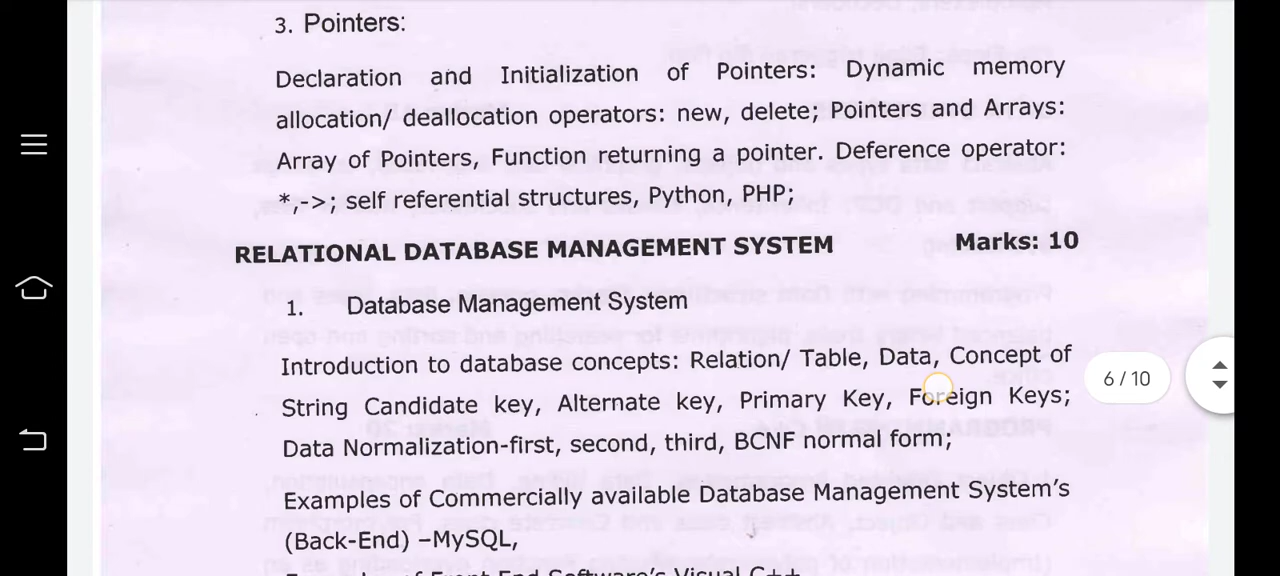 3. Pointers:
Declaration and Initialization of Pointers: Dynamic memory
allocation/ deallocation operators: new, delete; Pointers and Arrays:
Array of Pointers, Function returning a pointer. Deference operator:
*,->; self referential structures, Python, PHP;
RELATIONAL DATABASE MANAGEMENT SYSTEM Marks: 10
1. Database Management System
Introduction to database concepts: Relation/ Table, Data, Concept of
String Candidate key, Alternate key, Primary Key, Foreign Keys;
6 / 10
Data Normalization-first, second, third, BCNF normal form;
Examples of Commercially available Database Management System's
(Back-End) –MySQL,
Front End Software's Visual C++